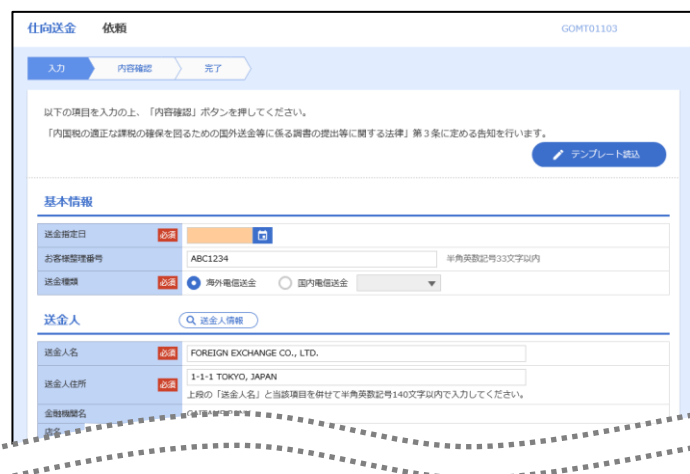 仕向送金 依頼 GOMT01103
入力 内容確認 完了
以下の項目を入力の上、「内容確認」ボタンを押してください。
「内国税の適正な課税の確保を図るための国外送金等に係る調書の提出等に関する法律」第3条に定める告知を行います。
テンプレート読込
基本情報
送金指定日 必須
お客様整理番号 ABC1234 半角英数記号33文字以内
送金種類 必須 海外電信送金 国内電信送金
送金人 送金人情報
送金人名 必須 FOREIGN EXCHANGE CO., LTD.
送金人住所 必須 1-1-1 TOKYO, JAPAN
上段の「送金人名」と当該項目を併せて半角英数記号140文字以内で入力してください。
金融機関名
店名